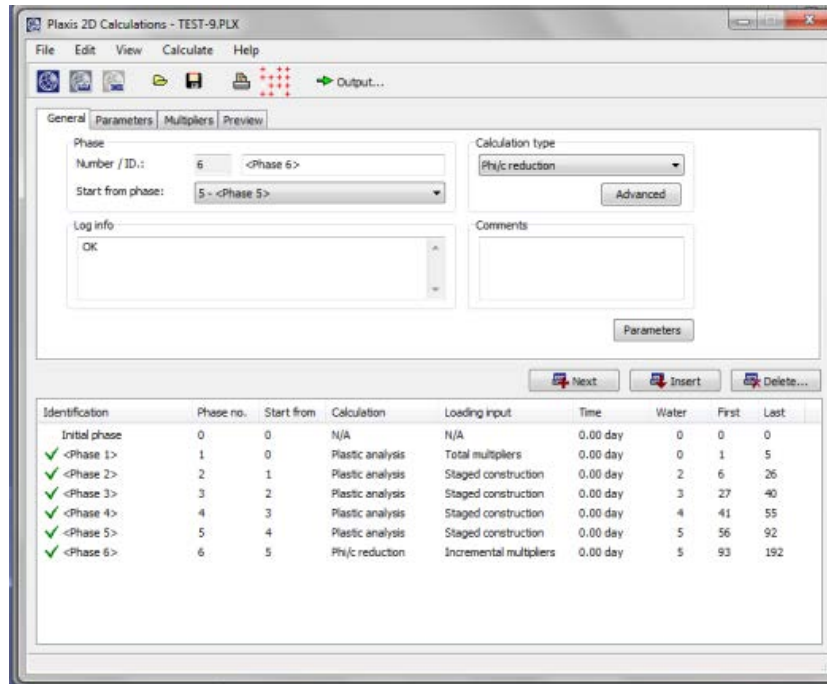 Plaxis 2D Calculations - TEST-9.PLX
File Edit View Calculate Help
Output...
General Parameters Multipliers Preview
Phase
Number / ID.: 6 <Phase 6>
Start from phase: 5 - <Phase 5>
Calculation type
Phi/c reduction
Advanced
Log info
OK
Comments
Parameters
Next Insert Delete...
Identification Phase no. Start from Calculation Loading input Time Water First Last
Initial phase 0 0 N/A N/A 0.00 day 0 0 0
<Phase 1> 1 0 Plastic analysis Total multipliers 0.00 day 0 1 5
<Phase 2> 2 1 Plastic analysis Staged construction 0.00 day 2 6 26
<Phase 3> 3 2 Plastic analysis Staged construction 0.00 day 3 27 40
<Phase 4> 4 3 Plastic analysis Staged construction 0.00 day 4 41 55
<Phase 5> 5 4 Plastic analysis Staged construction 0.00 day 5 56 92
<Phase 6> 6 5 Phi/c reduction Incremental multipliers 0.00 day 5 93 192